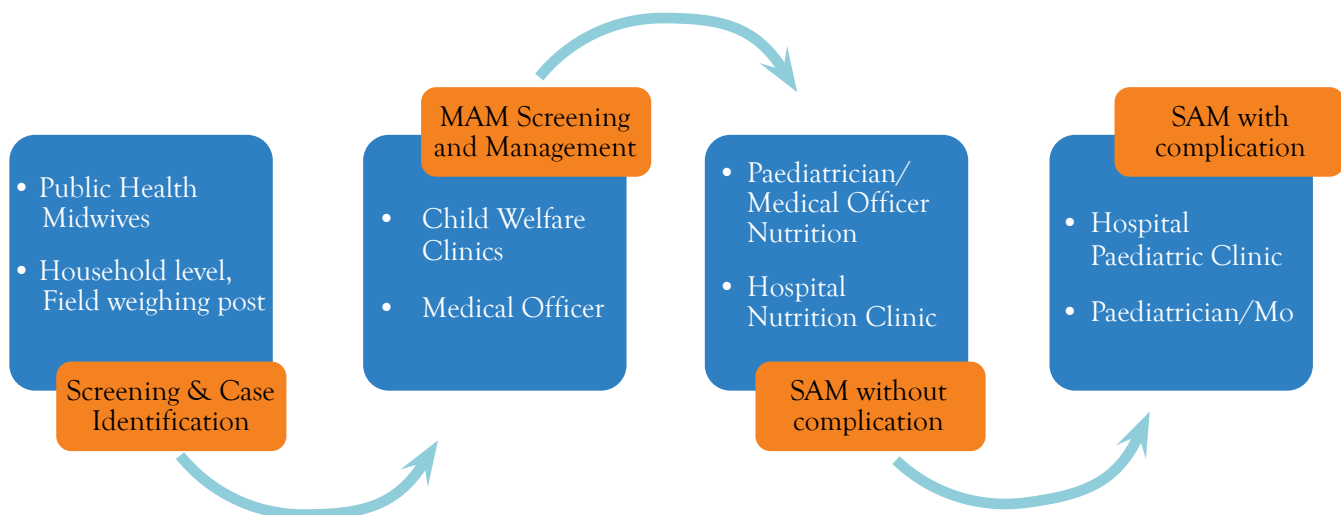 • Public Health
Midwives
• Household level,
Field weighing post
Screening & Case
Identification
MAM Screening
and Management
• Child Welfare
Clinics
• Medical Officer
• Paediatrician/
Medical Officer
Nutrition
• Hospital
Nutrition Clinic
SAM without
complication
SAM with
complication
• Hospital
Paediatric Clinic
• Paediatrician/Mo